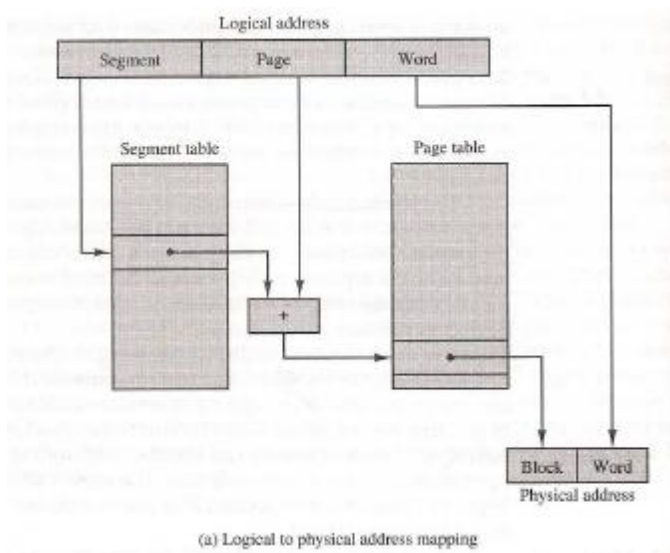 Logical address
Segment Page Word
Segment table Page table
+
Block Word
Physical address
(a) Logical to physical address mapping